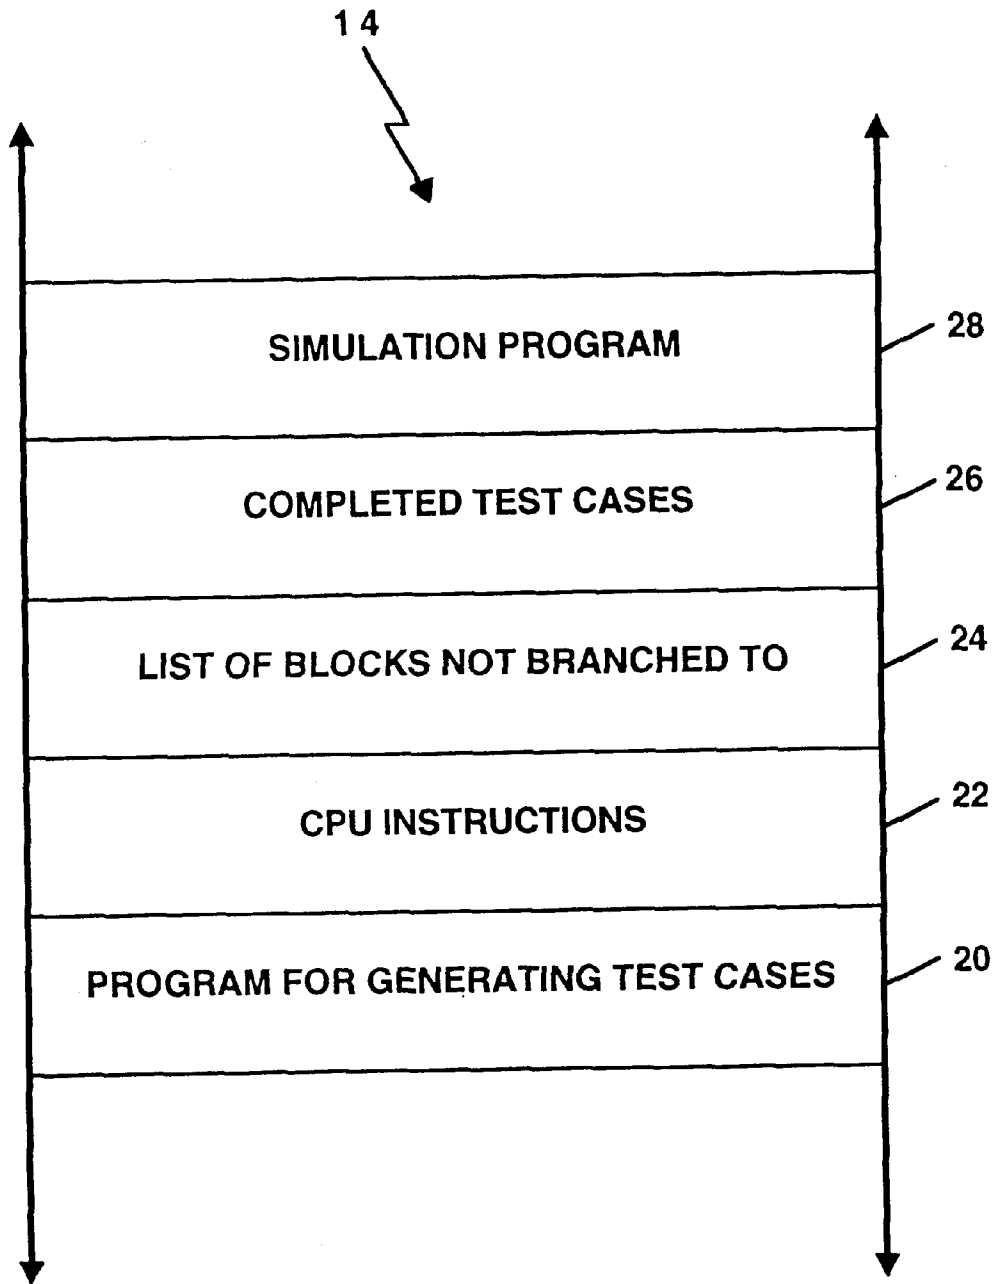 14
SIMULATION PROGRAM
28
COMPLETED TEST CASES
26
LIST OF BLOCKS NOT BRANCHED TO
24
CPU INSTRUCTIONS
22
PROGRAM FOR GENERATING TEST CASES
20